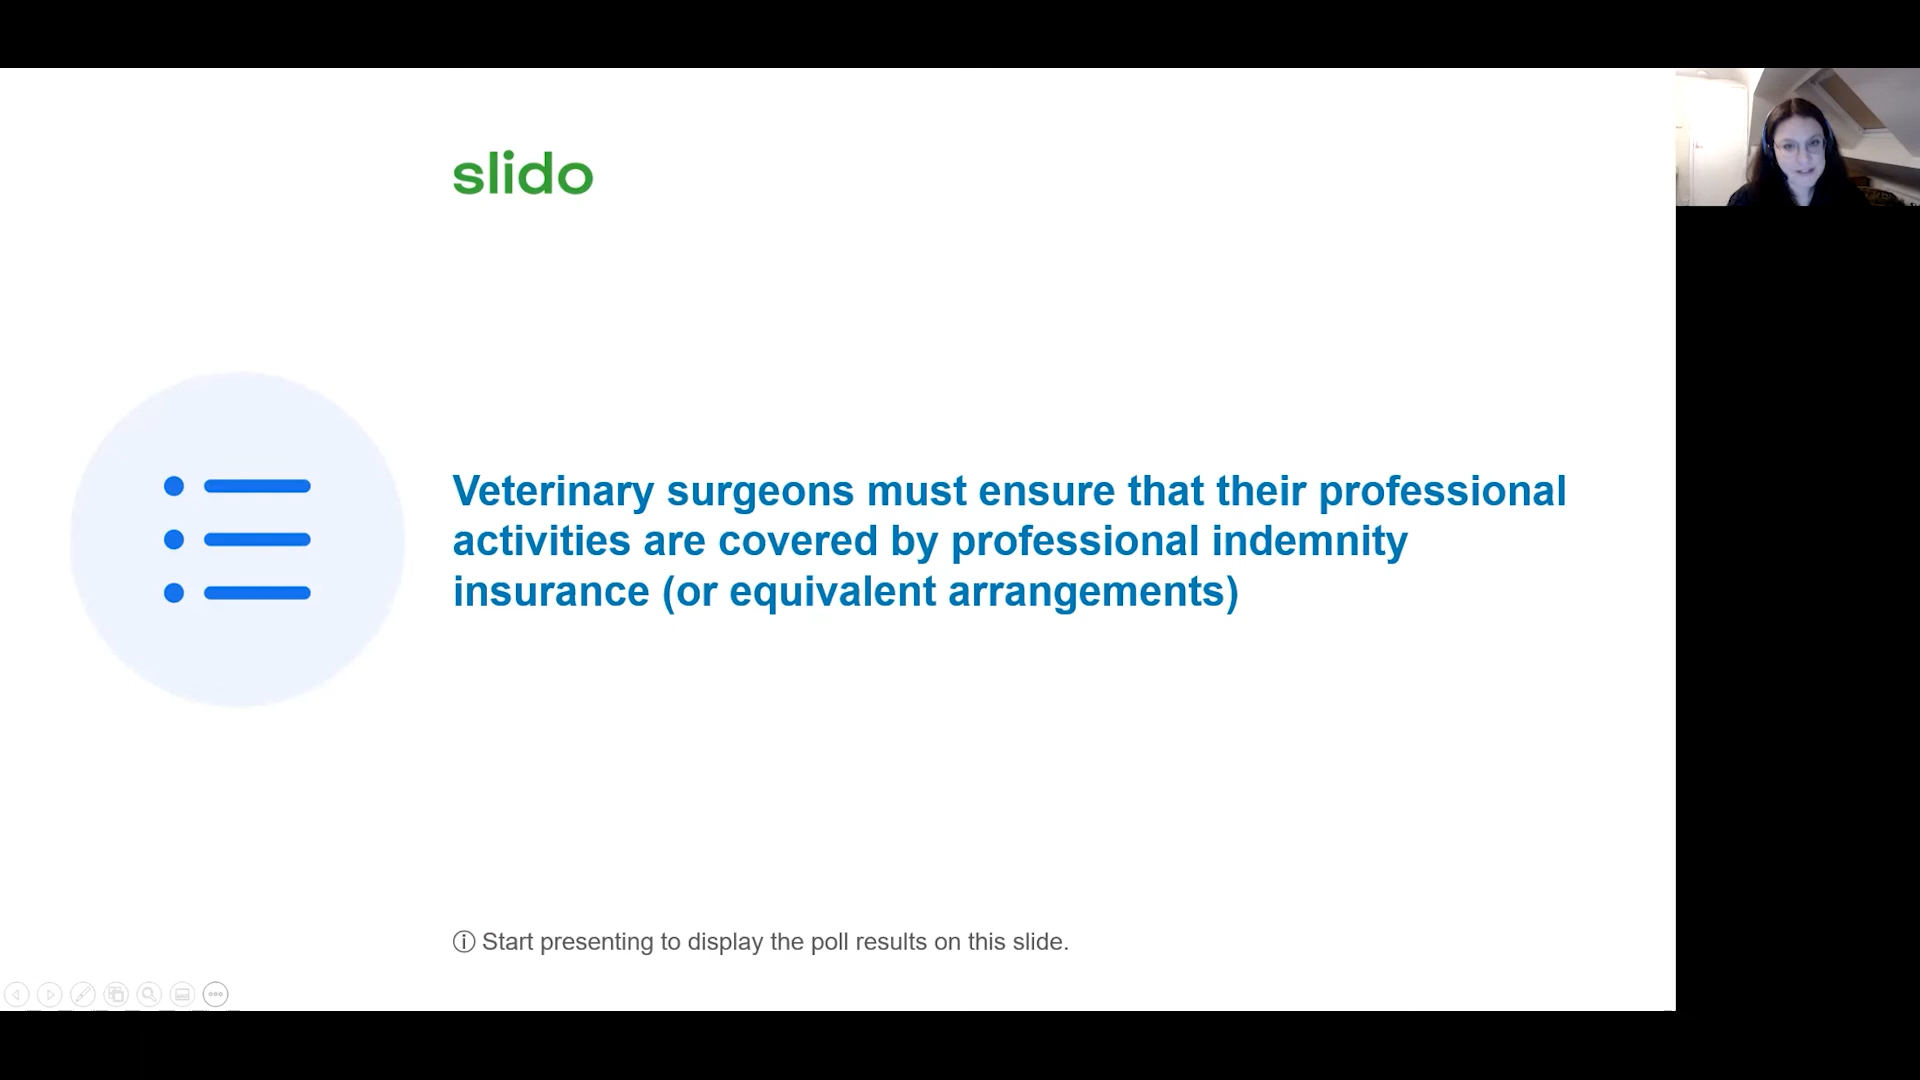 slido
Veterinary surgeons must ensure that their professional
activities are covered by professional indemnity
insurance (or equivalent arrangements)
Start presenting to display the poll results on this slide.